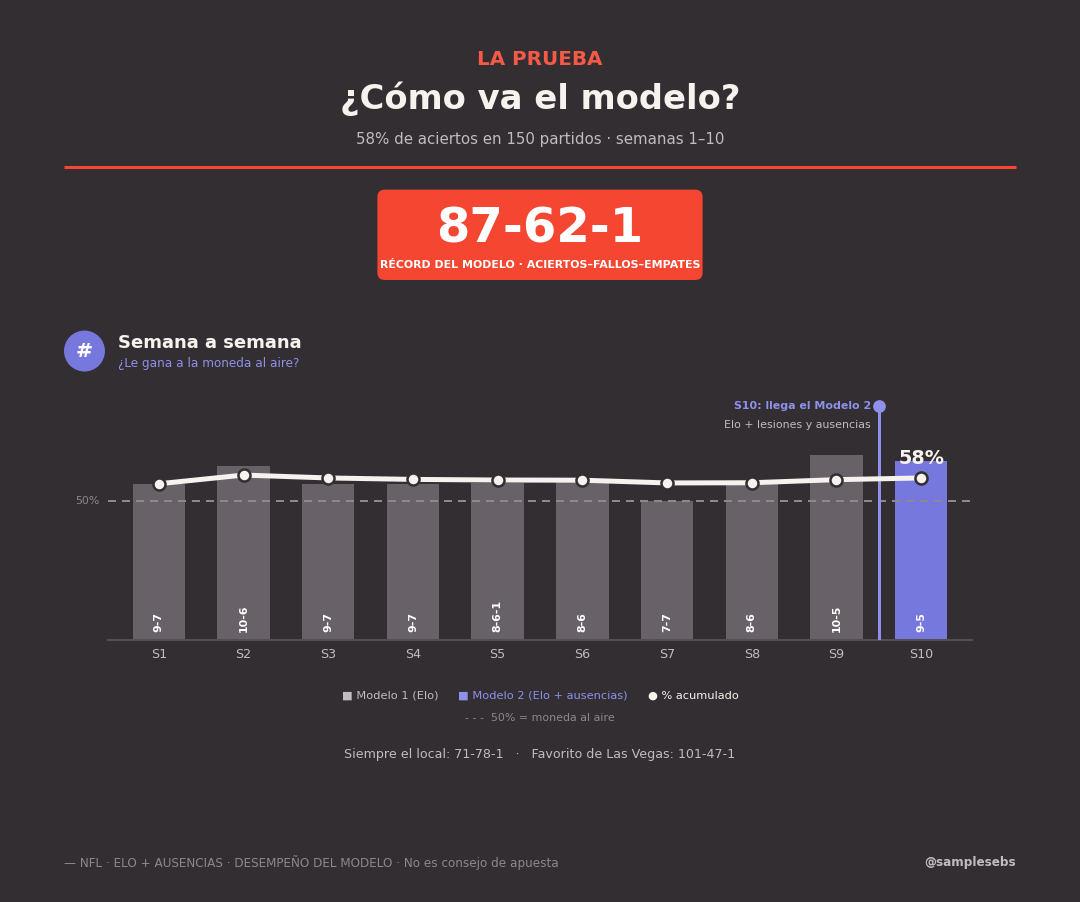 LA PRUEBA
¿Cómo va el modelo?
58% de aciertos en 150 partidos · semanas 1–10
87-62-1
RÉCORD DEL MODELO · ACIERTOS–FALLOS–EMPATES
#
Semana a semana
¿Le gana a la moneda al aire?
S10: llega el Modelo 2
Elo + lesiones y ausencias
58%
50%
9-7 10-6 9-7 9-7 8-6-1 8-6 7-7 8-6 10-5 9-5
S1 S2 S3 S4 S5 S6 S7 S8 S9 S10
■ Modelo 1 (Elo) ■ Modelo 2 (Elo + ausencias) ● % acumulado
- - - 50% = moneda al aire
Siempre el local: 71-78-1 · Favorito de Las Vegas: 101-47-1
— NFL · ELO + AUSENCIAS · DESEMPEÑO DEL MODELO · No es consejo de apuesta
@samplesebs